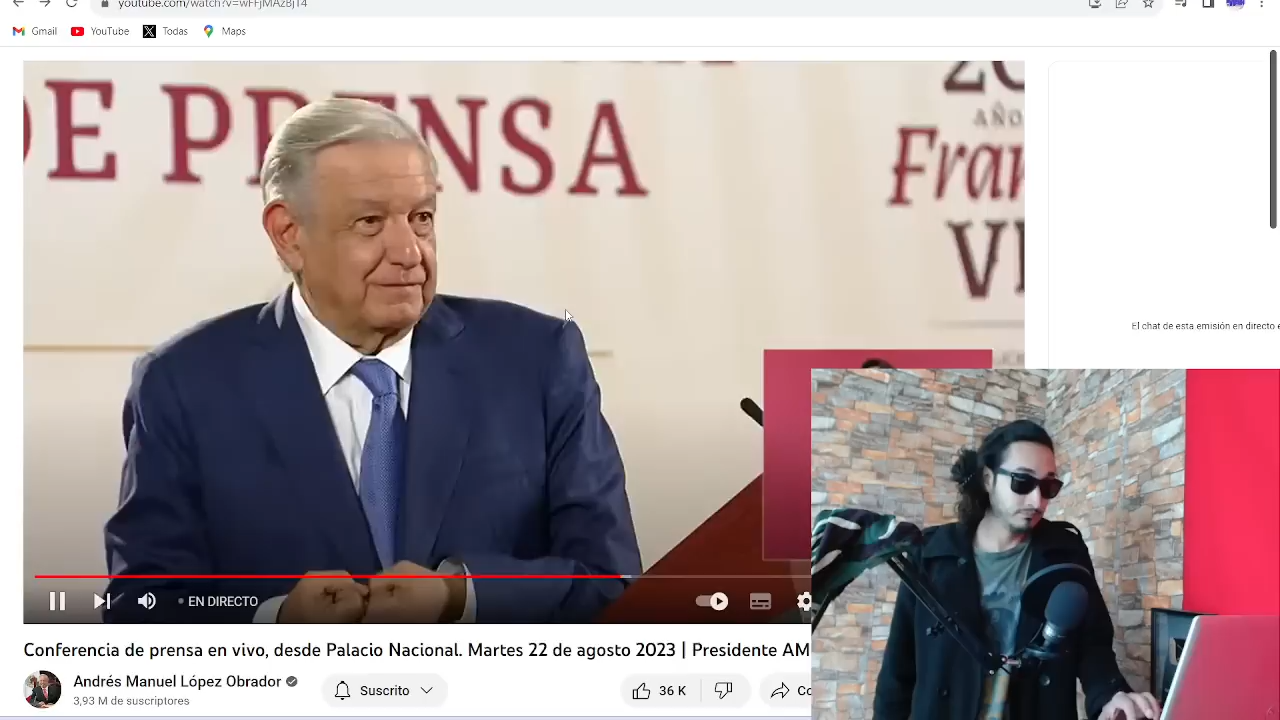 youtube.com/watch?v=wFFjMAzBjT4
Gmail
YouTube
Todas
Maps
DE PRENSA
AÑO
Fran
VI
El chat de esta emisión en directo e
EN DIRECTO
Conferencia de prensa en vivo, desde Palacio Nacional. Martes 22 de agosto 2023 | Presidente AM
Andrés Manuel López Obrador
3,93 M de suscriptores
Suscrito
36 K
Co